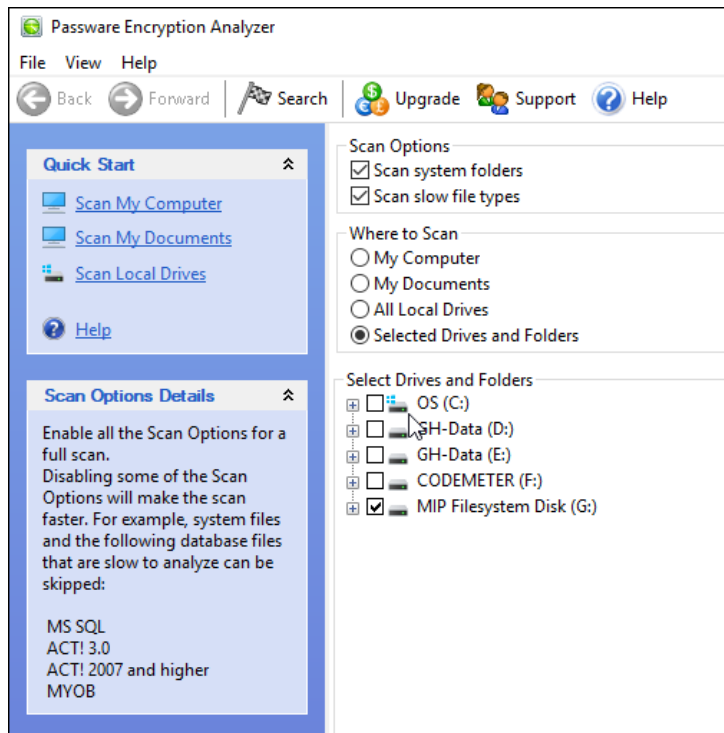 Passware Encryption Analyzer
File View Help
Back Forward Search Upgrade Support Help
Quick Start
Scan My Computer
Scan My Documents
Scan Local Drives
Help
Scan Options Details
Enable all the Scan Options for a
full scan.
Disabling some of the Scan
Options will make the scan
faster. For example, system files
and the following database files
that are slow to analyze can be
skipped:
MS SQL
ACT! 3.0
ACT! 2007 and higher
MYOB
Scan Options
Scan system folders
Scan slow file types
Where to Scan
My Computer
My Documents
All Local Drives
Selected Drives and Folders
Select Drives and Folders
OS (C:)
GH-Data (D:)
GH-Data (E:)
CODEMETER (F:)
MIP Filesystem Disk (G:)